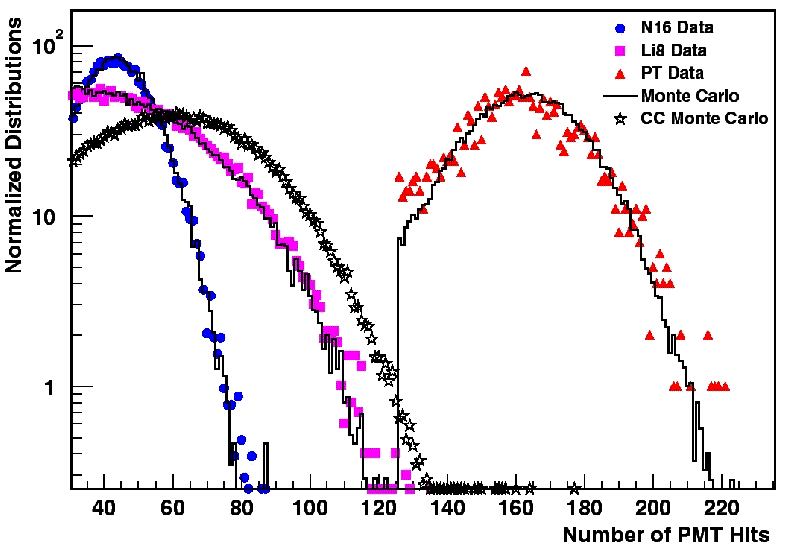 Normalized Distributions
10²
10
1
N16 Data
Li8 Data
PT Data
Monte Carlo
CC Monte Carlo
40 60 80 100 120 140 160 180 200 220
Number of PMT Hits